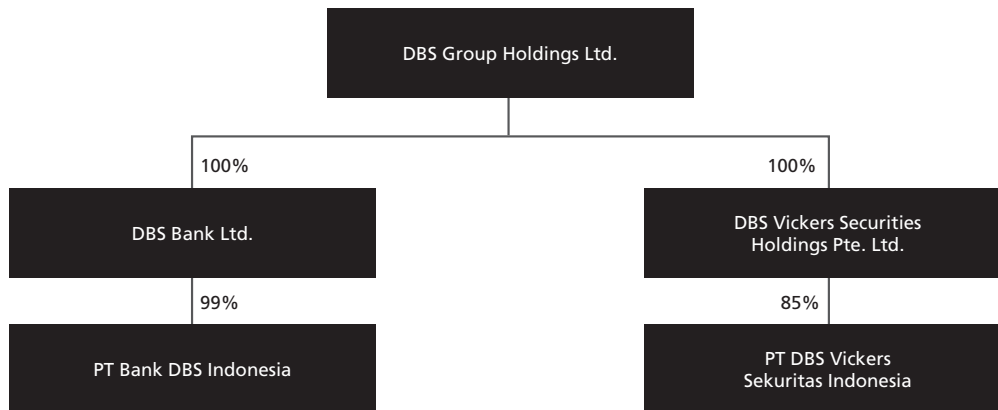 DBS Group Holdings Ltd.
100%
100%
DBS Bank Ltd.
DBS Vickers Securities
Holdings Pte. Ltd.
99%
85%
PT Bank DBS Indonesia
PT DBS Vickers
Sekuritas Indonesia